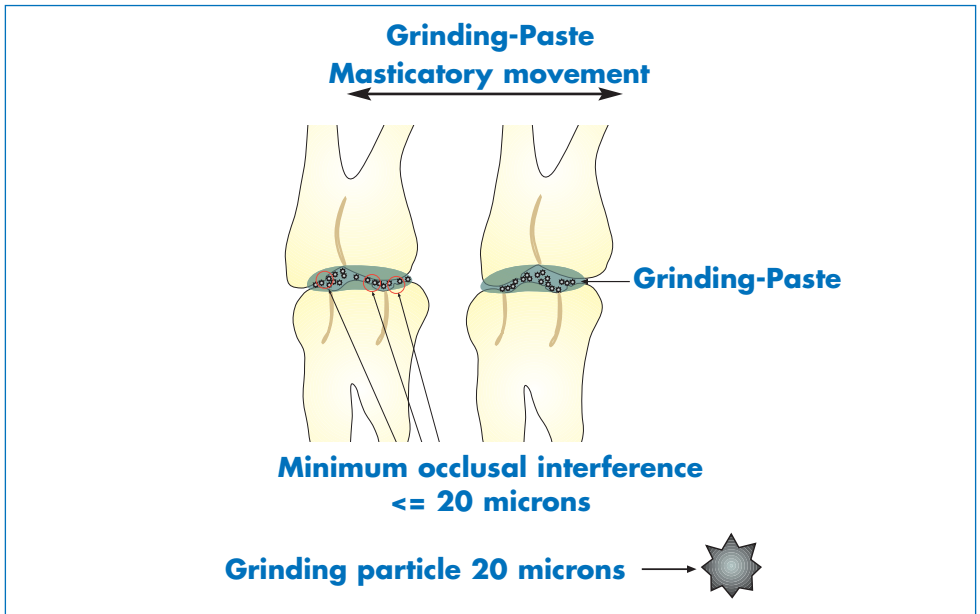 Grinding-Paste
Masticatory movement
Grinding-Paste
Minimum occlusal interference
<= 20 microns
Grinding particle 20 microns